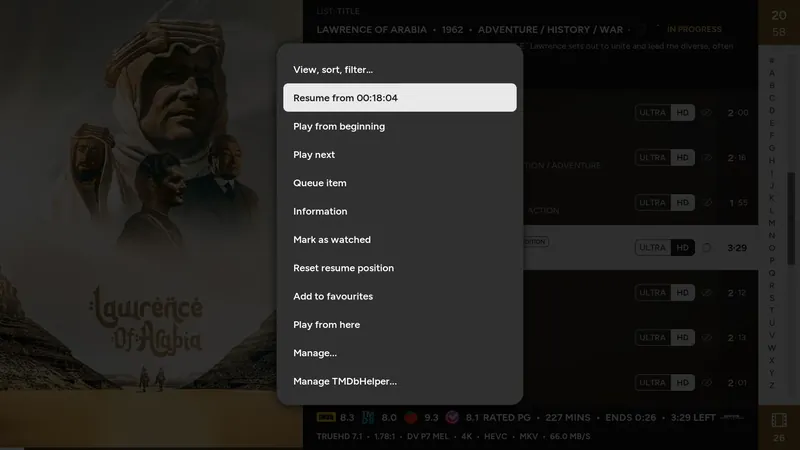 LIST: TITLE
20
58
LAWRENCE OF ARABIA • 1962 • ADVENTURE / HISTORY / WAR • IN PROGRESS
Lawrence sets out to unite and lead the diverse, often
View, sort, filter...
Resume from 00:18:04
Play from beginning
Play next
Queue item
Information
Mark as watched
Reset resume position
Add to favourites
Play from here
Manage...
Manage TMDbHelper...
ULTRA HD 2:00
TION / ADVENTURE
ULTRA HD 2:16
ACTION
ULTRA HD 1:55
EDITION
ULTRA HD 3:29
ULTRA HD 2:12
ULTRA HD 2:13
ULTRA HD 2:01
#
A
B
C
D
E
F
G
H
I
J
K
L
M
N
O
P
Q
R
S
T
U
V
W
X
Y
Z
Lawrence
Of Arabia
IMDb 8.3 8.0 9.3 8.1 RATED PG • 227 MINS • ENDS 0:26 • 3:29 LEFT
TRUEHD 7.1 • 1.78:1 • DV P7 MEL • 4K • HEVC • MKV • 66.0 MB/S
26